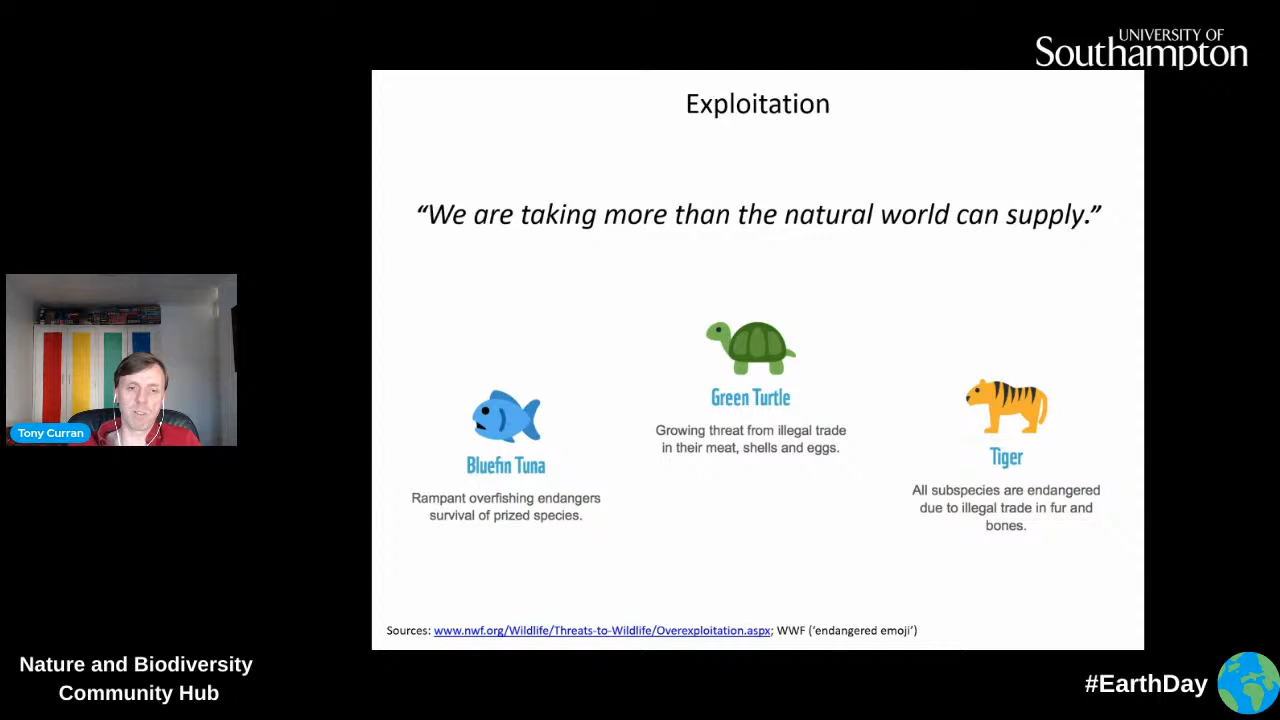 UNIVERSITY OF
Southampton
Exploitation
“We are taking more than the natural world can supply.”
Green Turtle
Growing threat from illegal trade
in their meat, shells and eggs.
Bluefin Tuna
Rampant overfishing endangers
survival of prized species.
Tiger
All subspecies are endangered
due to illegal trade in fur and
bones.
Tony Curran
Sources: www.nwf.org/Wildlife/Threats-to-Wildlife/Overexploitation.aspx; WWF (‘endangered emoji’)
Nature and Biodiversity
Community Hub
#EarthDay